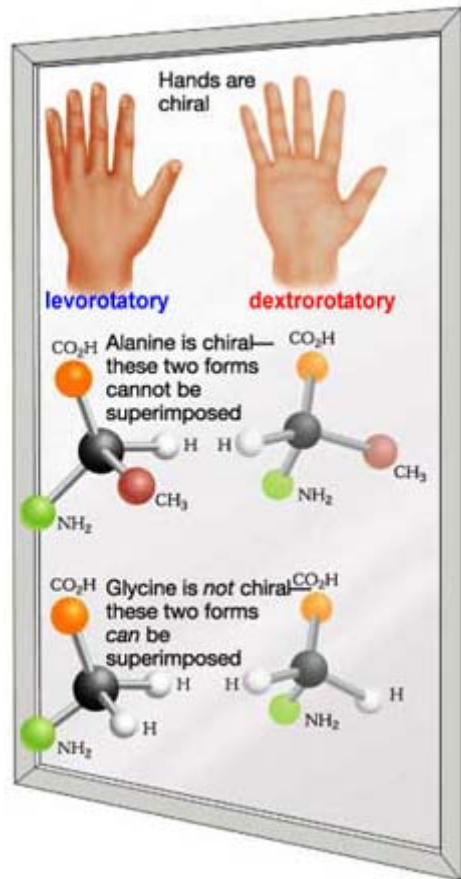 Hands are
chiral
levorotatory
dextrorotatory
CO₂H
Alanine is chiral—
these two forms
cannot be
superimposed
CO₂H
H
H
CH₃
CH₃
NH₂
NH₂
CO₂H
Glycine is not chiral—
these two forms
can be
superimposed
CO₂H
H
H
H
H
NH₂
NH₂